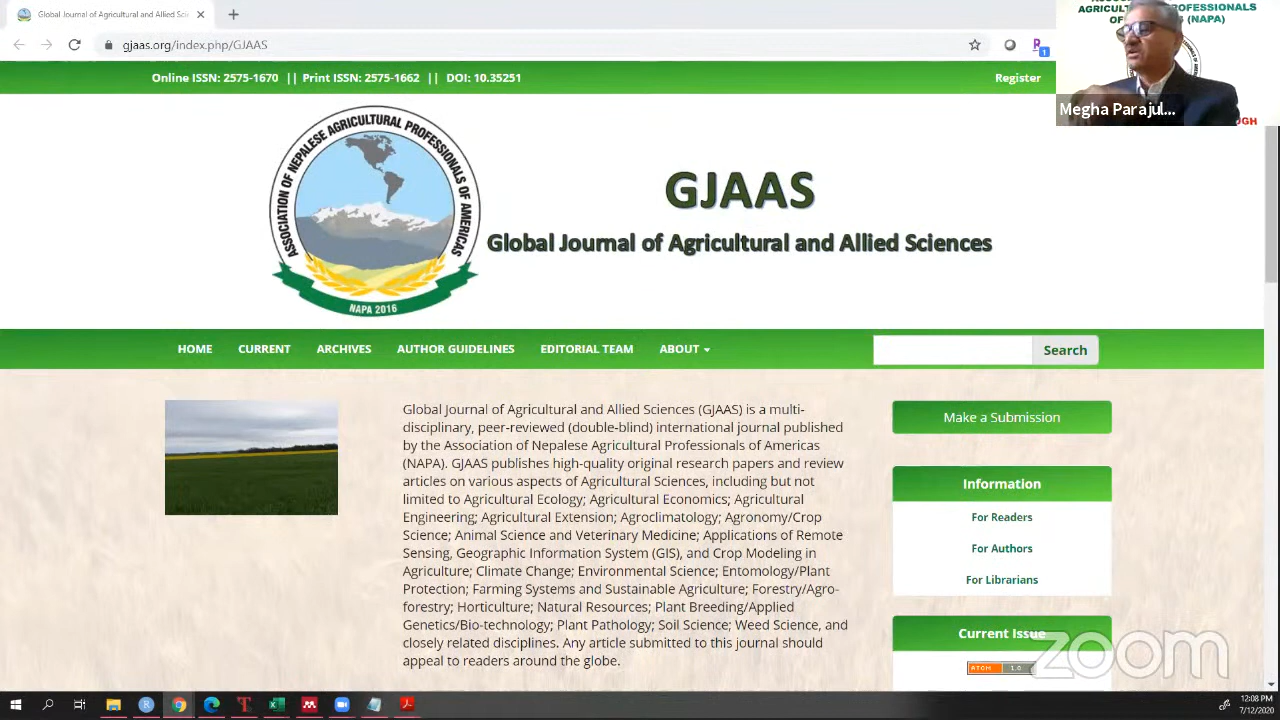 Global Journal of Agricultural and Allied Sci
gjaas.org/index.php/GJAAS
1
AGRICULTURAL PROFESSIONALS
(NAPA)
Megha Parajul...
Online ISSN: 2575-1670 || Print ISSN: 2575-1662 || DOI: 10.35251
Register
ASSOCIATION OF NEPALESE AGRICULTURAL PROFESSIONALS OF AMERICAS
NAPA 2016
GJAAS
Global Journal of Agricultural and Allied Sciences
HOME CURRENT ARCHIVES AUTHOR GUIDELINES EDITORIAL TEAM ABOUT
Search
Global Journal of Agricultural and Allied Sciences (GJAAS) is a multi-
disciplinary, peer-reviewed (double-blind) international journal published
by the Association of Nepalese Agricultural Professionals of Americas
(NAPA). GJAAS publishes high-quality original research papers and review
articles on various aspects of Agricultural Sciences, including but not
limited to Agricultural Ecology; Agricultural Economics; Agricultural
Engineering; Agricultural Extension; Agroclimatology; Agronomy/Crop
Science; Animal Science and Veterinary Medicine; Applications of Remote
Sensing, Geographic Information System (GIS), and Crop Modeling in
Agriculture; Climate Change; Environmental Science; Entomology/Plant
Protection; Farming Systems and Sustainable Agriculture; Forestry/Agro-
forestry; Horticulture; Natural Resources; Plant Breeding/Applied
Genetics/Bio-technology; Plant Pathology; Soil Science; Weed Science, and
closely related disciplines. Any article submitted to this journal should
appeal to readers around the globe.
Make a Submission
Information
For Readers
For Authors
For Librarians
Current Issue
ATOM 1.0
zoom
12:08 PM
7/12/2020